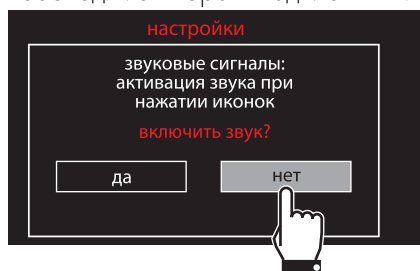 настройки
звуковые сигналы:
активация звука при
нажатии иконок
включить звук?
да
нет